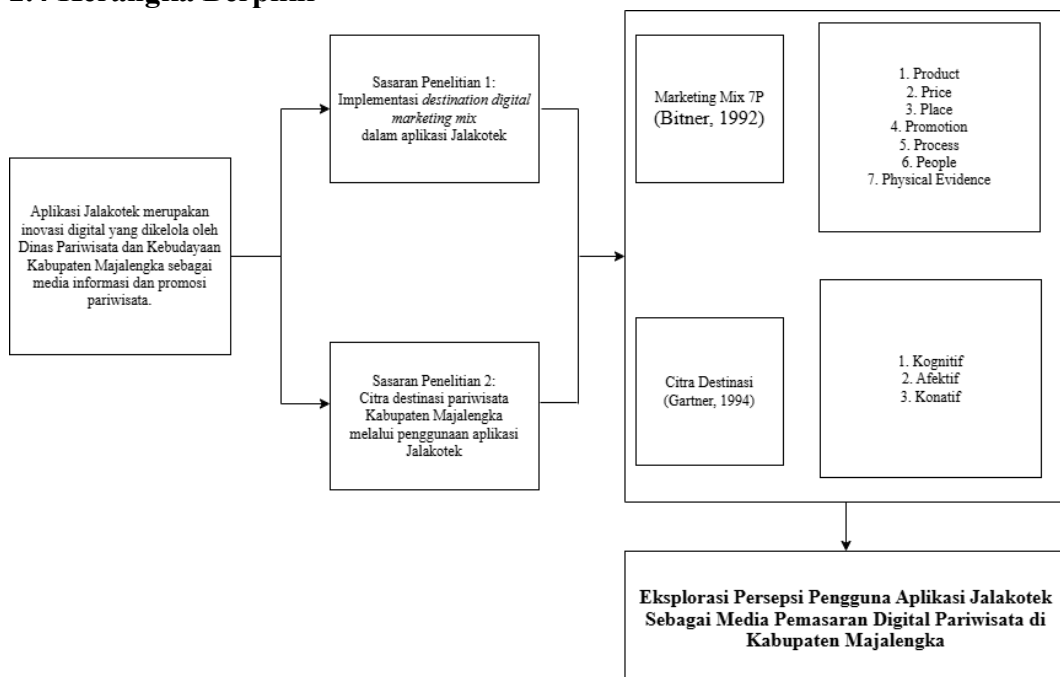 Aplikasi Jalakotek merupakan
inovasi digital yang dikelola oleh
Dinas Pariwisata dan Kebudayaan
Kabupaten Majalengka sebagai
media informasi dan promosi
pariwisata.
Sasaran Penelitian 1:
Implementasi destination digital
marketing mix
dalam aplikasi Jalakotek
Sasaran Penelitian 2:
Citra destinasi pariwisata
Kabupaten Majalengka
melalui penggunaan aplikasi
Jalakotek
Marketing Mix 7P
(Bitner, 1992)
1. Product
2. Price
3. Place
4. Promotion
5. Process
6. People
7. Physical Evidence
Citra Destinasi
(Gartner, 1994)
1. Kognitif
2. Afektif
3. Konatif
Eksplorasi Persepsi Pengguna Aplikasi Jalakotek
Sebagai Media Pemasaran Digital Pariwisata di
Kabupaten Majalengka